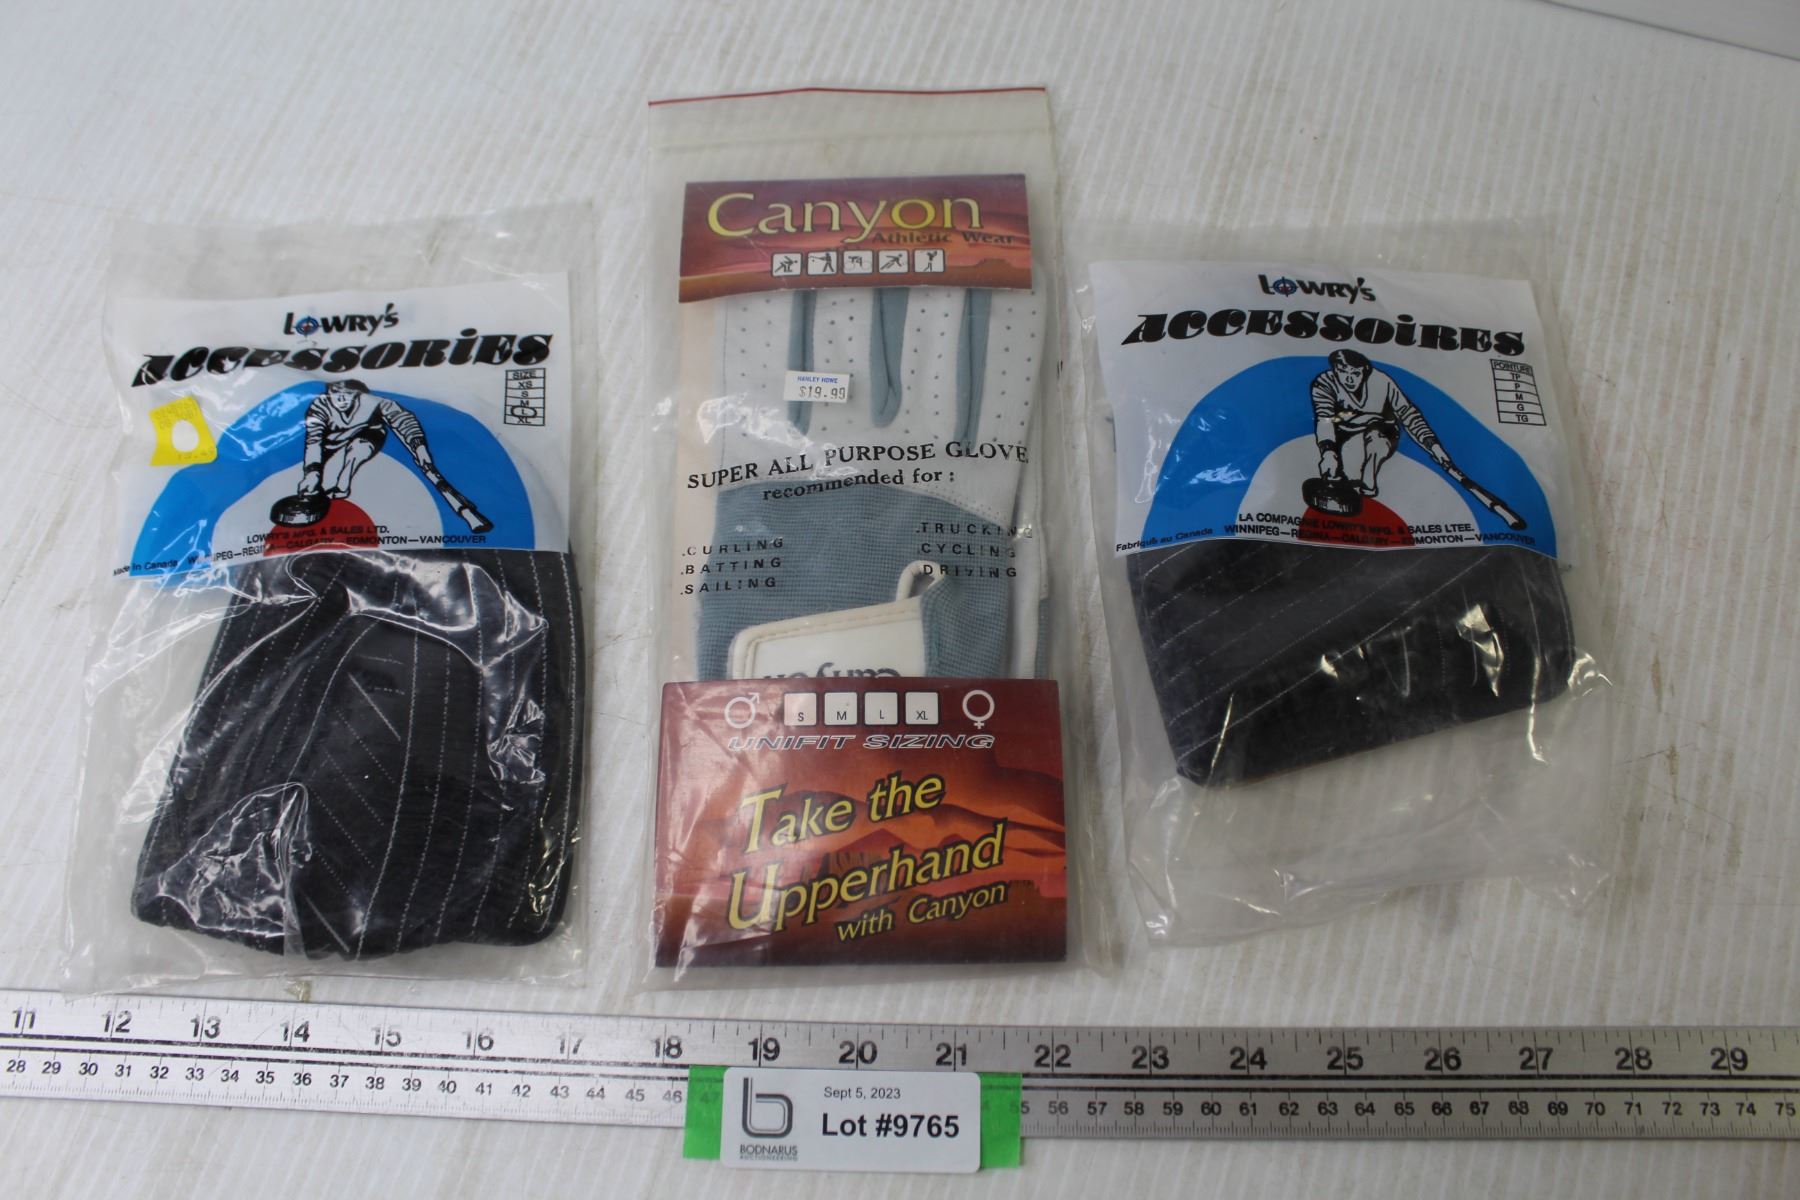 Lowry's
ACCESSORiES
SIZE
XS
S
M
L
XL
LOWRY'S MFG. & SALES LTD.
Made In Canada WINNIPEG—REGINA—CALGARY—EDMONTON—VANCOUVER
Canyon
Athletic Wear
HANLEY HOWE
$19.99
SUPER ALL PURPOSE GLOVE
recommended for :
.CURLING
.BATTING
.SAILING
.TRUCKING
.CYCLING
.DRIVING
canyon
S M L XL
UNIFIT SIZING
Take the
Upperhand
with Canyon
Lowry's
ACCESSOiRES
POINTURE
TP
P
M
G
TG
LA COMPAGNIE LOWRY'S MFG. & SALES LTEE.
Fabriqué au Canada WINNIPEG—REGINA—CALGARY—EDMONTON—VANCOUVER
11 12 13 14 15 16 17 18 19 20 21 22 23 24 25 26 27 28 29
28 29 30 31 32 33 34 35 36 37 38 39 40 41 42 43 44 45 46 47 55 56 57 58 59 60 61 62 63 64 65 66 67 68 69 70 71 72 73 74 75
Sept 5, 2023
Lot #9765
BODNARUS
AUCTIONEERING